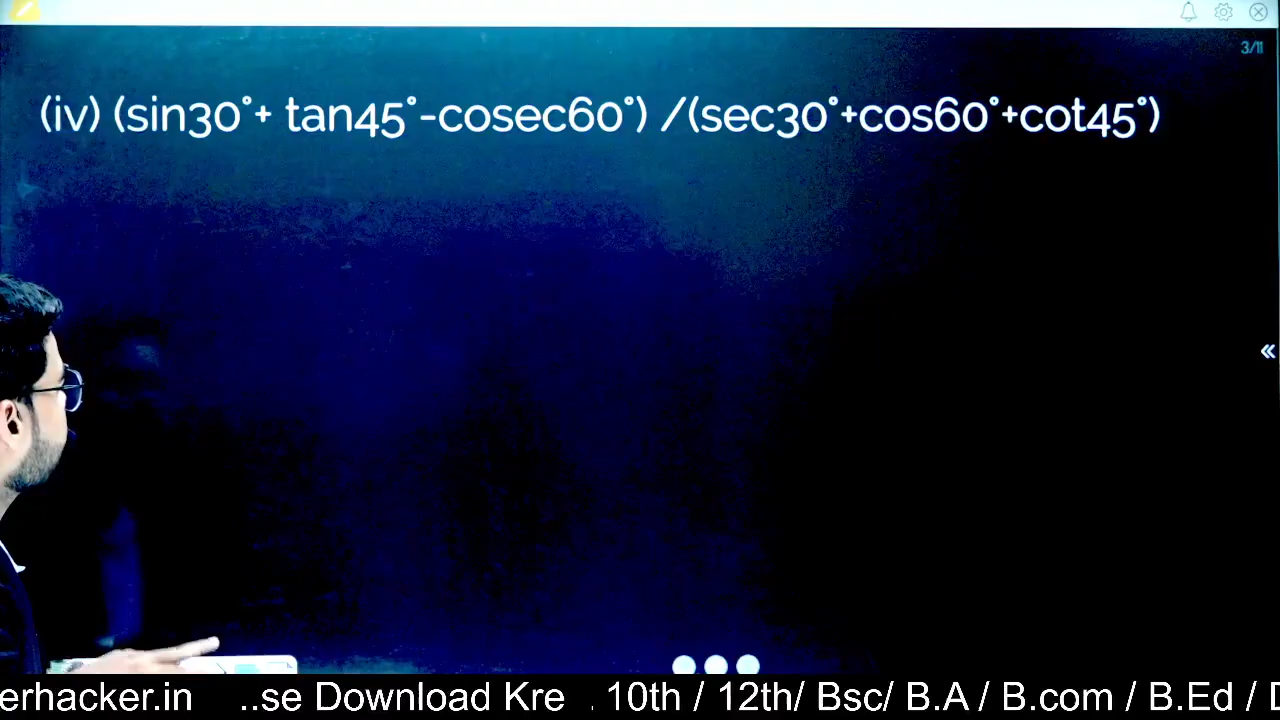 3/11
(iv) (sin30°+ tan45°-cosec60°) /(sec30°+cos60°+cot45°)
erhacker.in ..se Download Kre . 10th / 12th/ Bsc/ B.A / B.com / B.Ed /